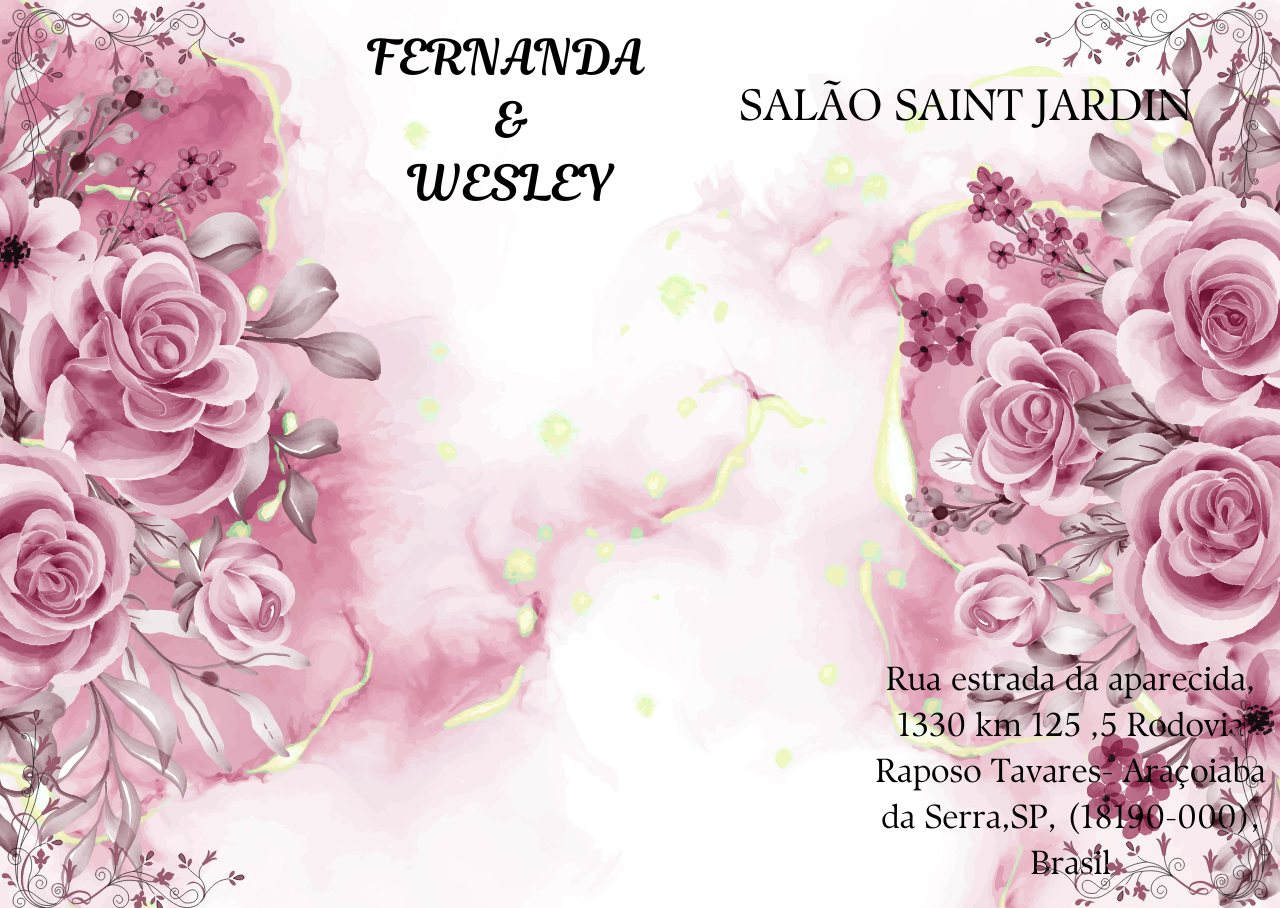 FERNANDA
&
WESLEY
SALÃO SAINT JARDIN
Rua estrada da aparecida,
1330 km 125 ,5 Rodovia
Raposo Tavares- Araçoiaba
da Serra,SP, (18190-000),
Brasil